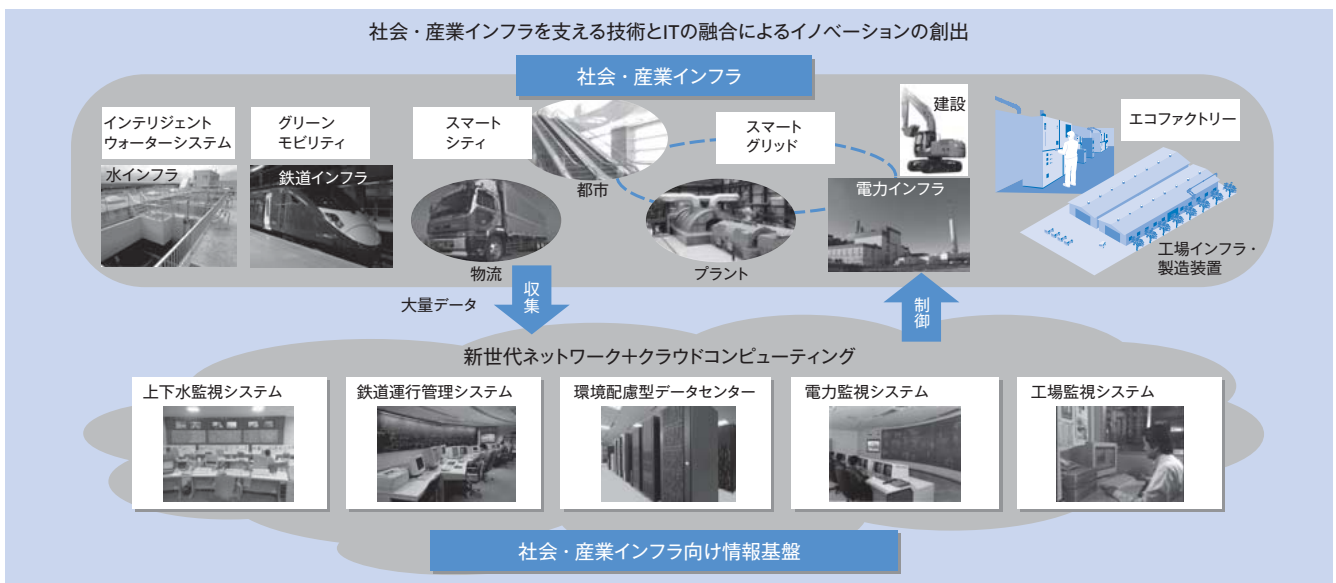 社会・産業インフラを支える技術とITの融合によるイノベーションの創出
社会・産業インフラ
インテリジェント
ウォーターシステム
水インフラ
グリーン
モビリティ
鉄道インフラ
スマート
シティ
都市
物流
スマート
グリッド
プラント
建設
電力インフラ
エコファクトリー
工場インフラ・
製造装置
大量データ
収集
制御
新世代ネットワーク+クラウドコンピューティング
上下水監視システム
鉄道運行管理システム
環境配慮型データセンター
電力監視システム
工場監視システム
社会・産業インフラ向け情報基盤